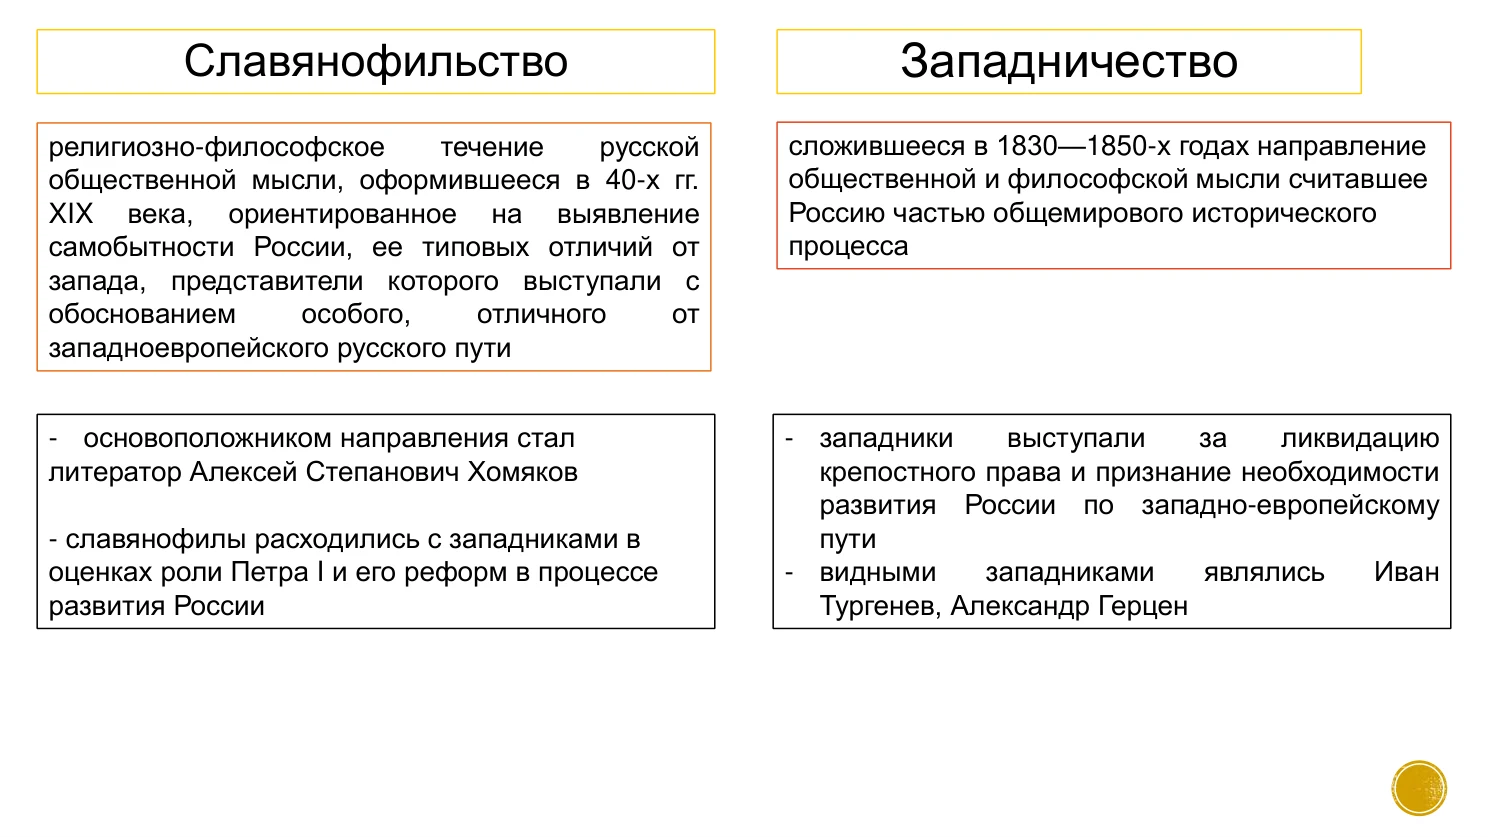 Славянофильство
религиозно-философское течение русской
общественной мысли, оформившееся в 40-х гг.
XIX века, ориентированное на выявление
самобытности России, ее типовых отличий от
запада, представители которого выступали с
обоснованием особого, отличного от
западноевропейского русского пути
- основоположником направления стал
литератор Алексей Степанович Хомяков
- славянофилы расходились с западниками в
оценках роли Петра I и его реформ в процессе
развития России
Западничество
сложившееся в 1830—1850-х годах направление
общественной и философской мысли считавшее
Россию частью общемирового исторического
процесса
- западники выступали за ликвидацию
крепостного права и признание необходимости
развития России по западно-европейскому
пути
- видными западниками являлись Иван
Тургенев, Александр Герцен